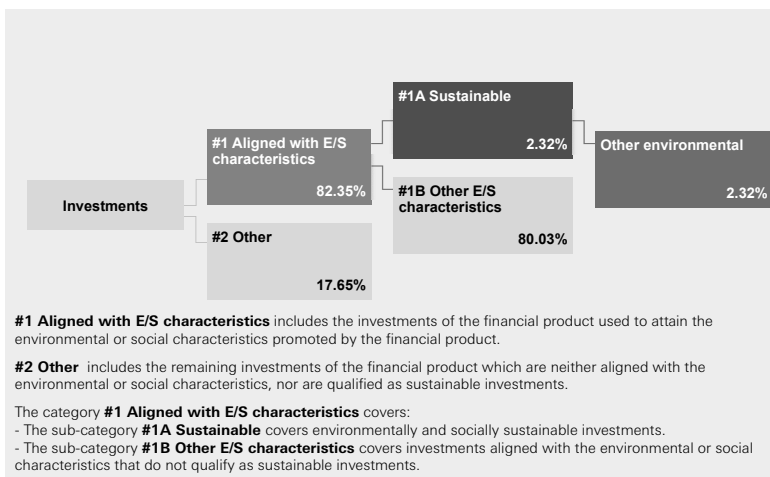 #1A Sustainable
2.32%
#1 Aligned with E/S
characteristics
82.35%
Other environmental
2.32%
Investments
#1B Other E/S
characteristics
80.03%
#2 Other
17.65%
#1 Aligned with E/S characteristics includes the investments of the financial product used to attain the
environmental or social characteristics promoted by the financial product.
#2 Other includes the remaining investments of the financial product which are neither aligned with the
environmental or social characteristics, nor are qualified as sustainable investments.
The category #1 Aligned with E/S characteristics covers:
- The sub-category #1A Sustainable covers environmentally and socially sustainable investments.
- The sub-category #1B Other E/S characteristics covers investments aligned with the environmental or social
characteristics that do not qualify as sustainable investments.